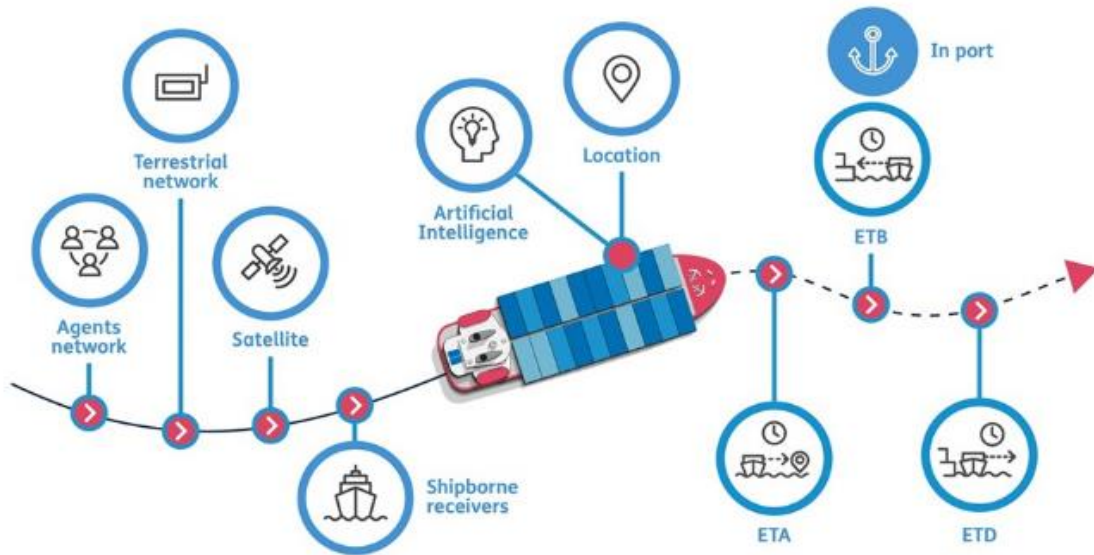 In port
Terrestrial
network
Location
Artificial
Intelligence
ETB
Agents
network
Satellite
Shipborne
receivers
ETA
ETD